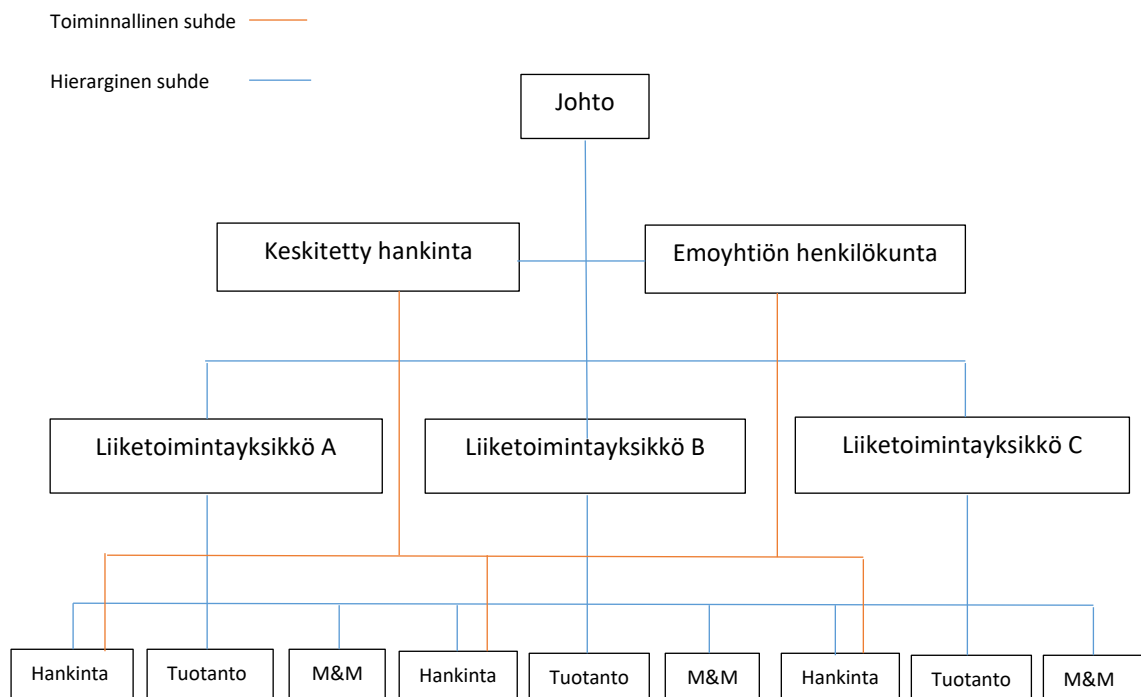 Toiminnallinen suhde
Hierarginen suhde
Johto
Keskitetty hankinta
Emoyhtiön henkilökunta
Liiketoimintayksikkö A
Liiketoimintayksikkö B
Liiketoimintayksikkö C
Hankinta
Tuotanto
M&M
Hankinta
Tuotanto
M&M
Hankinta
Tuotanto
M&M